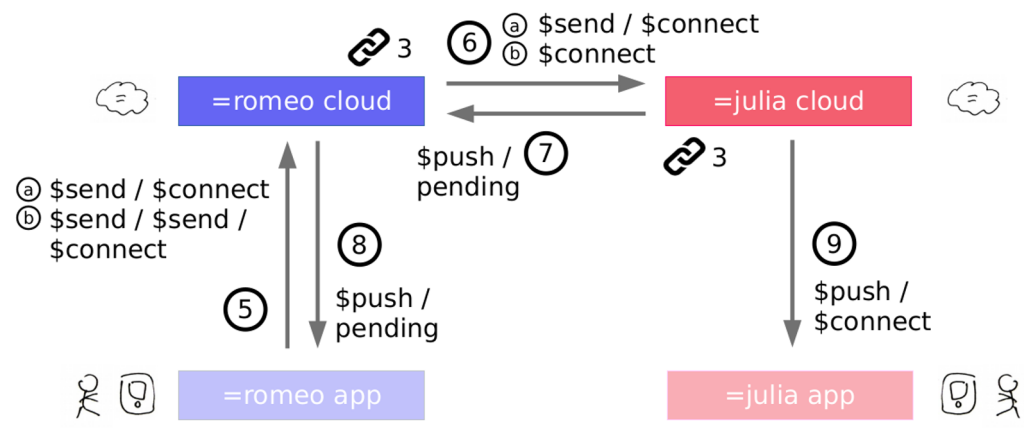 3
6
a $send / $connect
b $connect
=romeo cloud
=julia cloud
$push /
pending
7
3
a $send / $connect
b $send / $send /
$connect
8
9
5
$push /
pending
$push /
$connect
=romeo app
=julia app